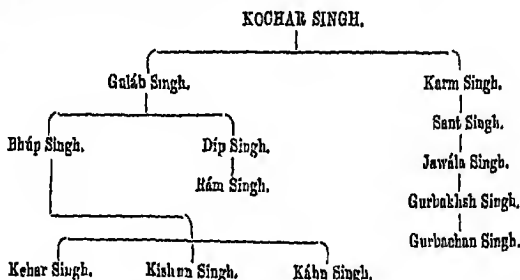 KOCHAR SINGH.
Guláb Singh. Karm Singh.
Sant Singh.
Bhúp Singh. Díp Singh.
Jawála Singh.
Rám Singh.
Gurbakhsh Singh.
Gurbachan Singh.
Kehar Singh. Kishun Singh. Káhn Singh.